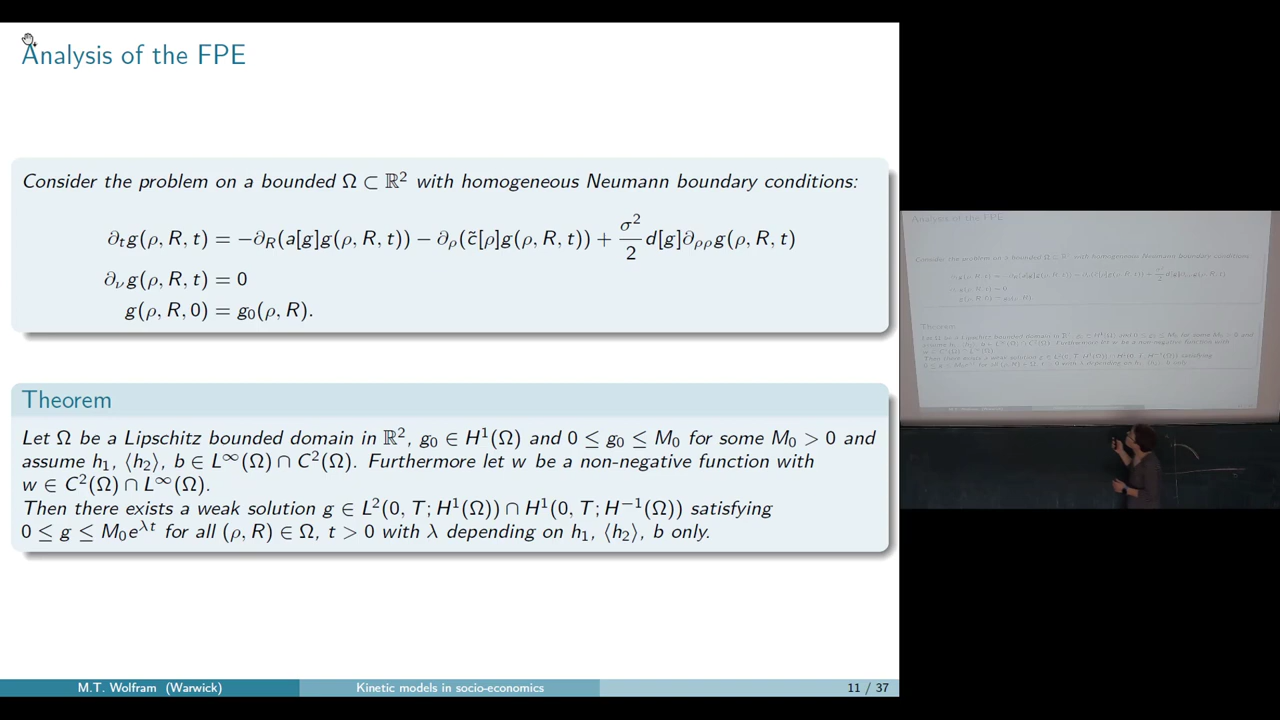 Analysis of the FPE
Consider the problem on a bounded Ω ⊂ ℝ² with homogeneous Neumann boundary conditions:
∂ₜg(ρ, R, t) = −∂_R(a[g]g(ρ, R, t)) − ∂_ρ(c̃[ρ]g(ρ, R, t)) + σ²/2 d[g]∂_ρρ g(ρ, R, t)
∂_ν g(ρ, R, t) = 0
g(ρ, R, 0) = g₀(ρ, R).
Theorem
Let Ω be a Lipschitz bounded domain in ℝ², g₀ ∈ H¹(Ω) and 0 ≤ g₀ ≤ M₀ for some M₀ > 0 and
assume h₁, ⟨h₂⟩, b ∈ L^∞(Ω) ∩ C²(Ω). Furthermore let w be a non-negative function with
w ∈ C²(Ω) ∩ L^∞(Ω).
Then there exists a weak solution g ∈ L²(0, T; H¹(Ω)) ∩ H¹(0, T; H⁻¹(Ω)) satisfying
0 ≤ g ≤ M₀e^{λt} for all (ρ, R) ∈ Ω, t > 0 with λ depending on h₁, ⟨h₂⟩, b only.
M.T. Wolfram (Warwick) Kinetic models in socio-economics 11 / 37